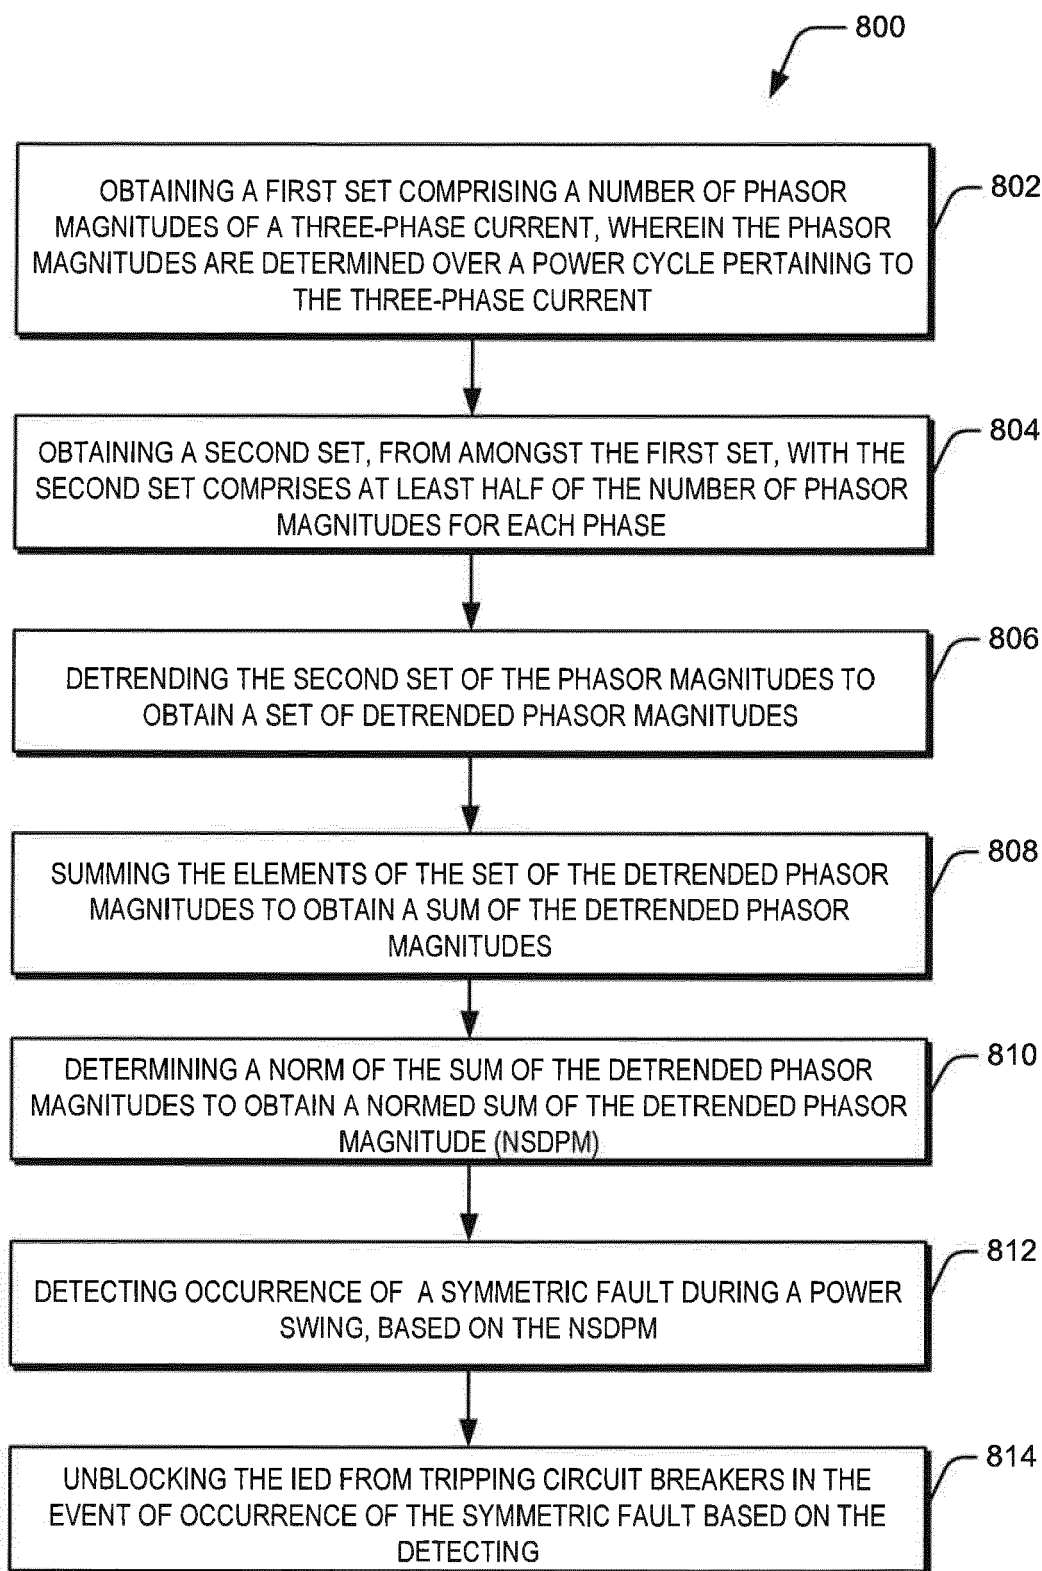 800
OBTAINING A FIRST SET COMPRISING A NUMBER OF PHASOR
MAGNITUDES OF A THREE-PHASE CURRENT, WHEREIN THE PHASOR
MAGNITUDES ARE DETERMINED OVER A POWER CYCLE PERTAINING TO
THE THREE-PHASE CURRENT
802
OBTAINING A SECOND SET, FROM AMONGST THE FIRST SET, WITH THE
SECOND SET COMPRISES AT LEAST HALF OF THE NUMBER OF PHASOR
MAGNITUDES FOR EACH PHASE
804
DETRENDING THE SECOND SET OF THE PHASOR MAGNITUDES TO
OBTAIN A SET OF DETRENDED PHASOR MAGNITUDES
806
SUMMING THE ELEMENTS OF THE SET OF THE DETRENDED PHASOR
MAGNITUDES TO OBTAIN A SUM OF THE DETRENDED PHASOR
MAGNITUDES
808
DETERMINING A NORM OF THE SUM OF THE DETRENDED PHASOR
MAGNITUDES TO OBTAIN A NORMED SUM OF THE DETRENDED PHASOR
MAGNITUDE (NSDPM)
810
DETECTING OCCURRENCE OF A SYMMETRIC FAULT DURING A POWER
SWING, BASED ON THE NSDPM
812
UNBLOCKING THE IED FROM TRIPPING CIRCUIT BREAKERS IN THE
EVENT OF OCCURRENCE OF THE SYMMETRIC FAULT BASED ON THE
DETECTING
814